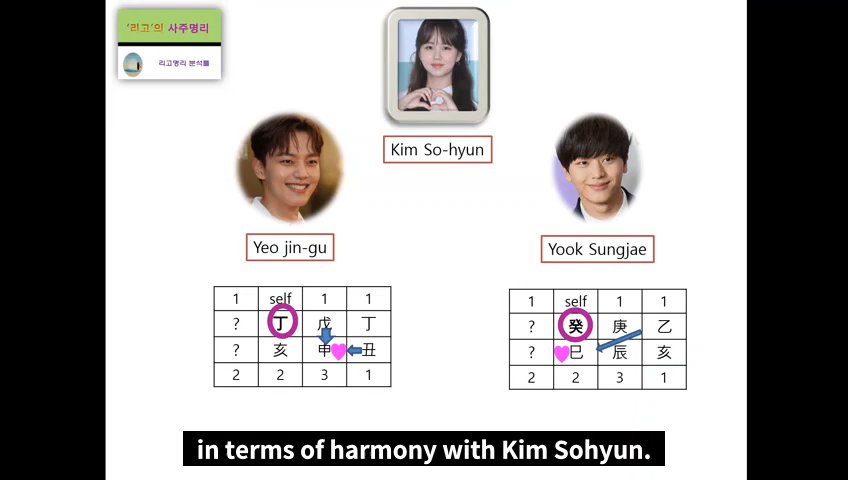 '리고'의 사주명리
리고명리 분석틀
Kim So-hyun
Yeo jin-gu
Yook Sungjae
1 self 1 1
? 丁 戊 丁
? 亥 申 丑
2 2 3 1
1 self 1 1
? 癸 庚 乙
? 巳 辰 亥
2 2 3 1
in terms of harmony with Kim Sohyun.